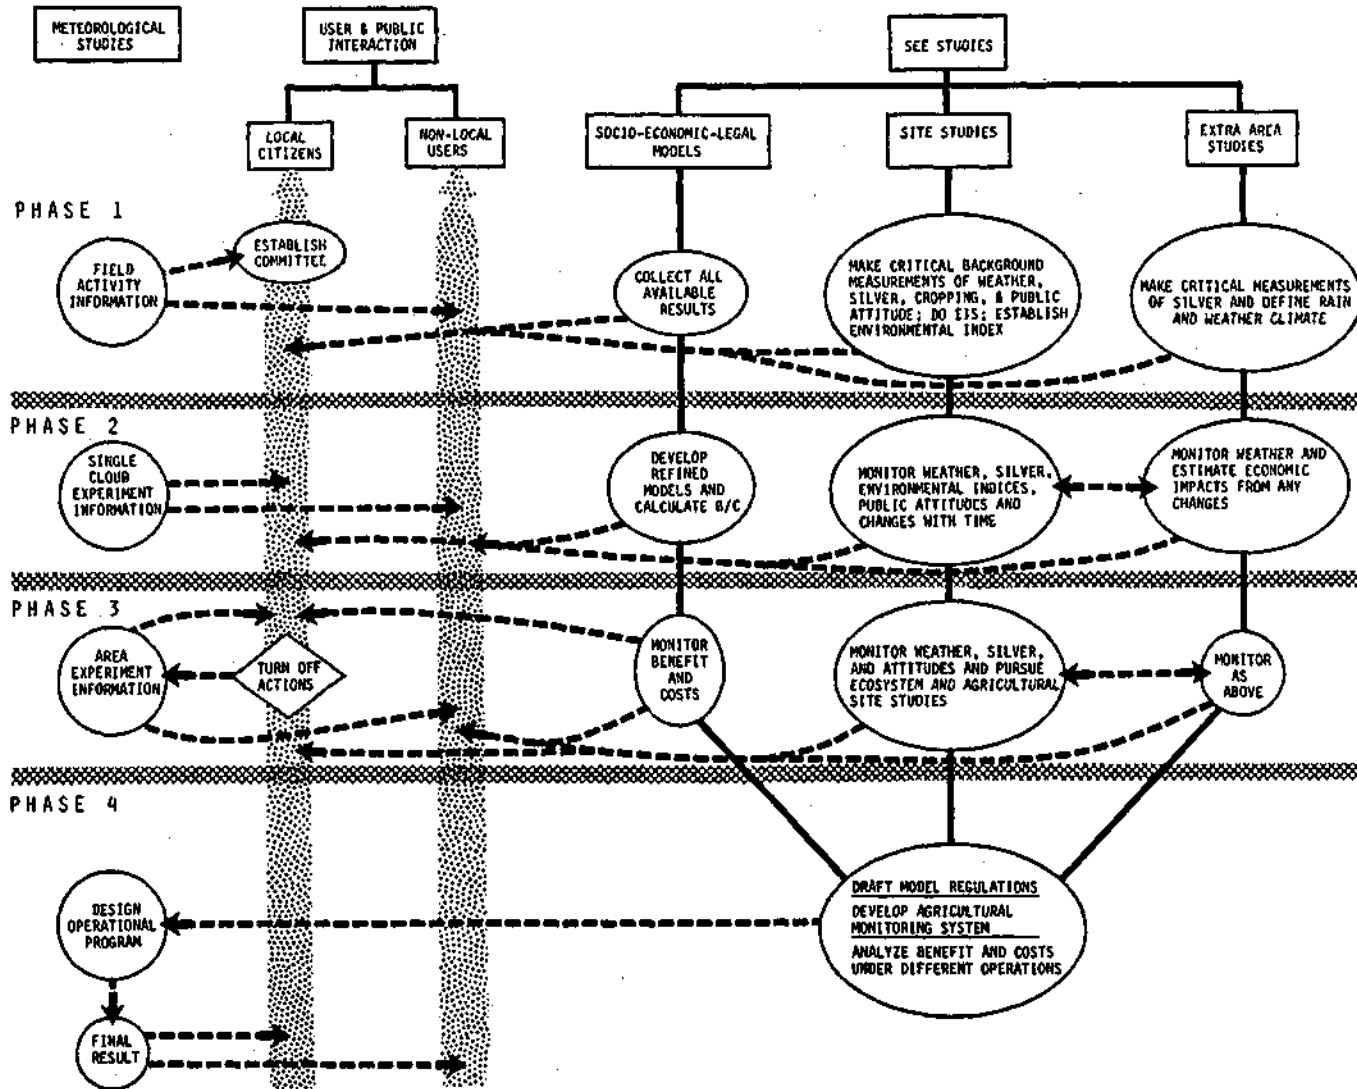 METEOROLOGICAL
STUDIES
USER & PUBLIC
INTERACTION
SEE STUDIES
LOCAL
CITIZENS
NON-LOCAL
USERS
SOCIO-ECONOMIC-LEGAL
MODELS
SITE STUDIES
EXTRA AREA
STUDIES
PHASE 1
FIELD
ACTIVITY
INFORMATION
ESTABLISH
COMMITTEE
COLLECT ALL
AVAILABLE
RESULTS
MAKE CRITICAL BACKGROUND
MEASUREMENTS OF WEATHER,
SILVER, CROPPING, & PUBLIC
ATTITUDE; DO EIS; ESTABLISH
ENVIRONMENTAL INDEX
MAKE CRITICAL MEASUREMENTS
OF SILVER AND DEFINE RAIN
AND WEATHER CLIMATE
PHASE 2
SINGLE
CLOUD
EXPERIMENT
INFORMATION
DEVELOP
REFINED
MODELS AND
CALCULATE B/C
MONITOR WEATHER, SILVER,
ENVIRONMENTAL INDICES,
PUBLIC ATTITUDES AND
CHANGES WITH TIME
MONITOR WEATHER AND
ESTIMATE ECONOMIC
IMPACTS FROM ANY
CHANGES
PHASE 3
AREA
EXPERIMENT
INFORMATION
TURN OFF
ACTIONS
MONITOR
BENEFIT
AND
COSTS
MONITOR WEATHER, SILVER,
AND ATTITUDES AND PURSUE
ECOSYSTEM AND AGRICULTURAL
SITE STUDIES
MONITOR
AS
ABOVE
PHASE 4
DESIGN
OPERATIONAL
PROGRAM
DRAFT MODEL REGULATIONS
DEVELOP AGRICULTURAL
MONITORING SYSTEM
ANALYZE BENEFIT AND COSTS
UNDER DIFFERENT OPERATIONS
FINAL
RESULT